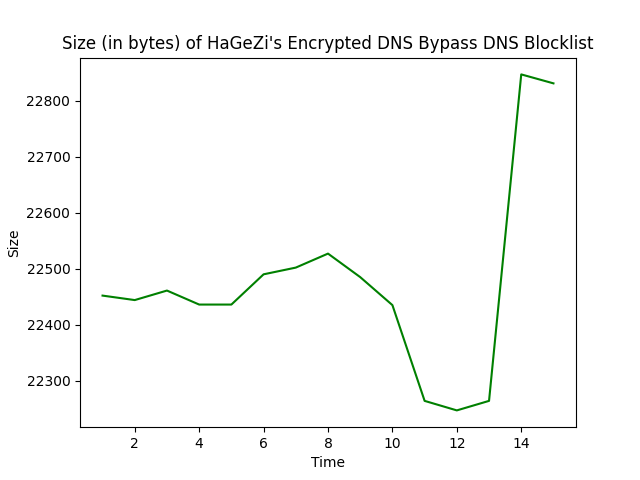 Size (in bytes) of HaGeZi's Encrypted DNS Bypass DNS Blocklist
22800
22700
22600
22500
22400
22300
Size
2 4 6 8 10 12 14
Time